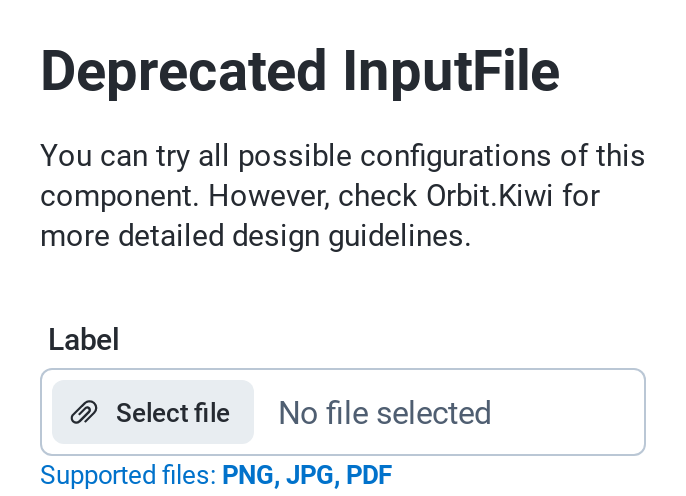 Deprecated InputFile
You can try all possible configurations of this
component. However, check Orbit.Kiwi for
more detailed design guidelines.
Label
Select file No file selected
Supported files: PNG, JPG, PDF